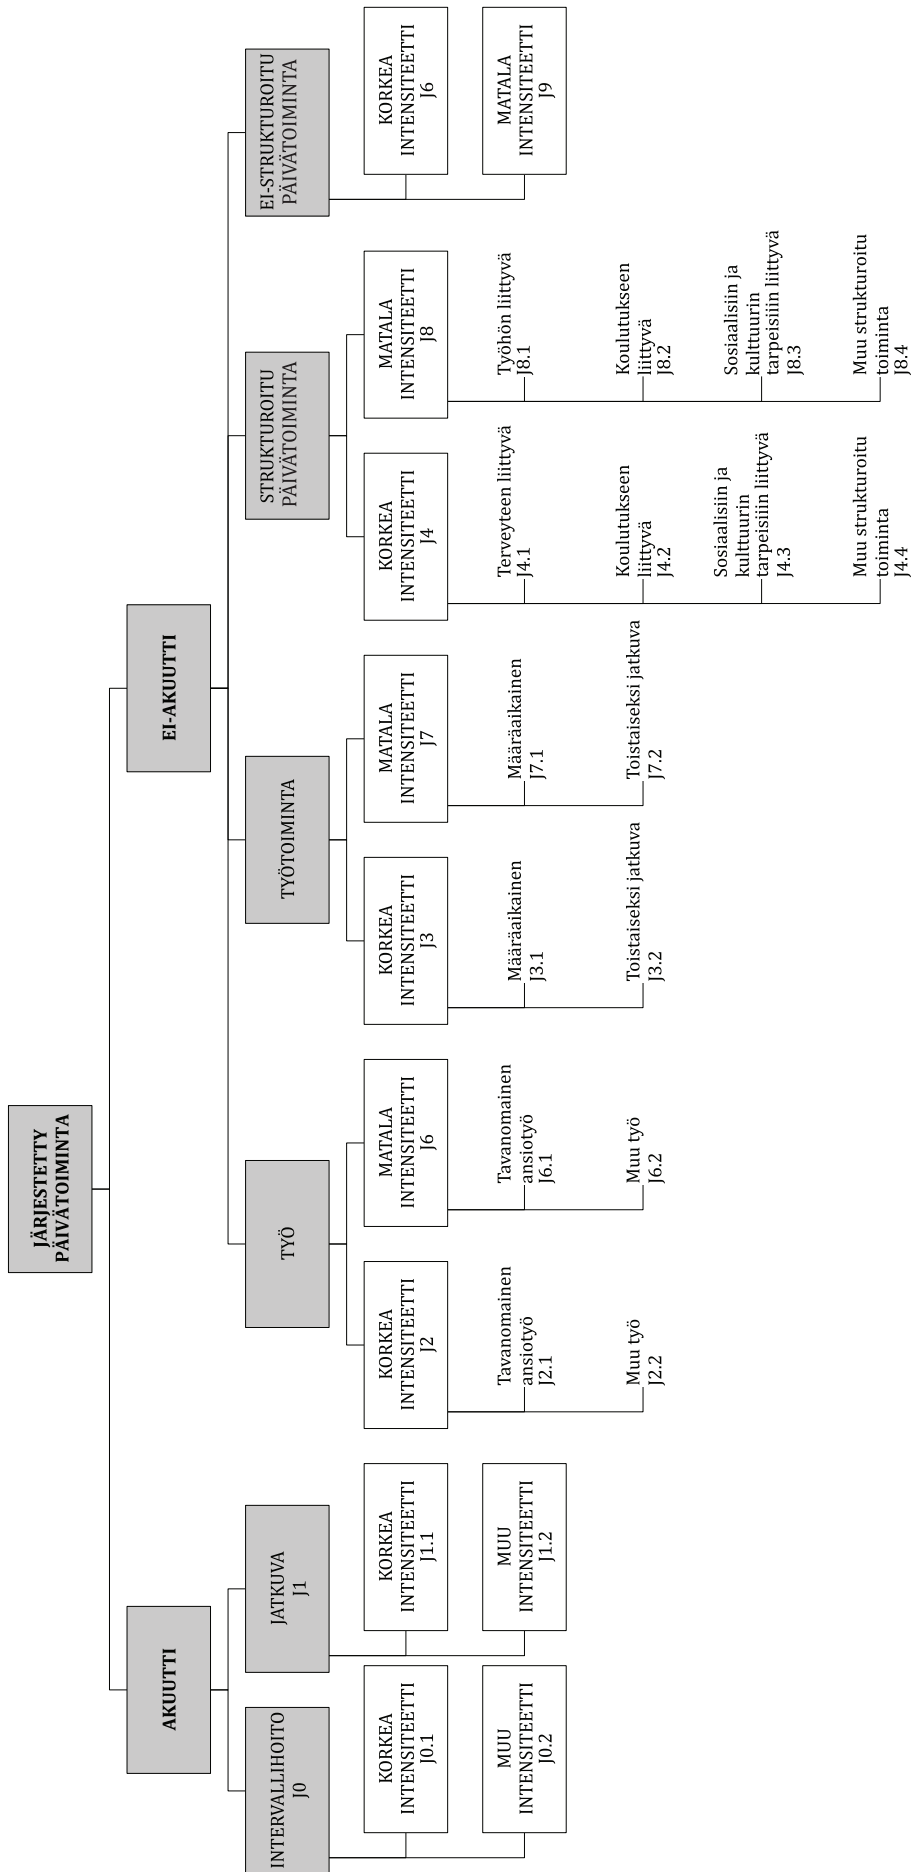 JÄRJESTETTY
PÄIVÄTOIMINTA
AKUUTTI
EI-AKUUTTI
INTERVALLIHOITO
J0
JATKUVA
J1
TYÖ
TYÖTOIMINTA
STRUKTUROITU
PÄIVÄTOIMINTA
EI-STRUKTUROITU
PÄIVÄTOIMINTA
KORKEA
INTENSITEETTI
J0.1
MUU
INTENSITEETTI
J0.2
KORKEA
INTENSITEETTI
J1.1
MUU
INTENSITEETTI
J1.2
KORKEA
INTENSITEETTI
J2
Tavanomainen
ansiotyö
J2.1
Muu työ
J2.2
MATALA
INTENSITEETTI
J6
Tavanomainen
ansiotyö
J6.1
Muu työ
J6.2
KORKEA
INTENSITEETTI
J3
Määräaikainen
J3.1
Toistaiseksi jatkuva
J3.2
MATALA
INTENSITEETTI
J7
Määräaikainen
J7.1
Toistaiseksi jatkuva
J7.2
KORKEA
INTENSITEETTI
J4
Terveyteen liittyvä
J4.1
Koulutukseen
liittyvä
J4.2
Sosiaalisiin ja
kulttuurin
tarpeisiiin liittyvä
J4.3
Muu strukturoitu
toiminta
J4.4
MATALA
INTENSITEETTI
J8
Työhön liittyvä
J8.1
Koulutukseen
liittyvä
J8.2
Sosiaalisiin ja
kulttuurin
tarpeisiiin liittyvä
J8.3
Muu strukturoitu
toiminta
J8.4
KORKEA
INTENSITEETTI
J6
MATALA
INTENSITEETTI
J9